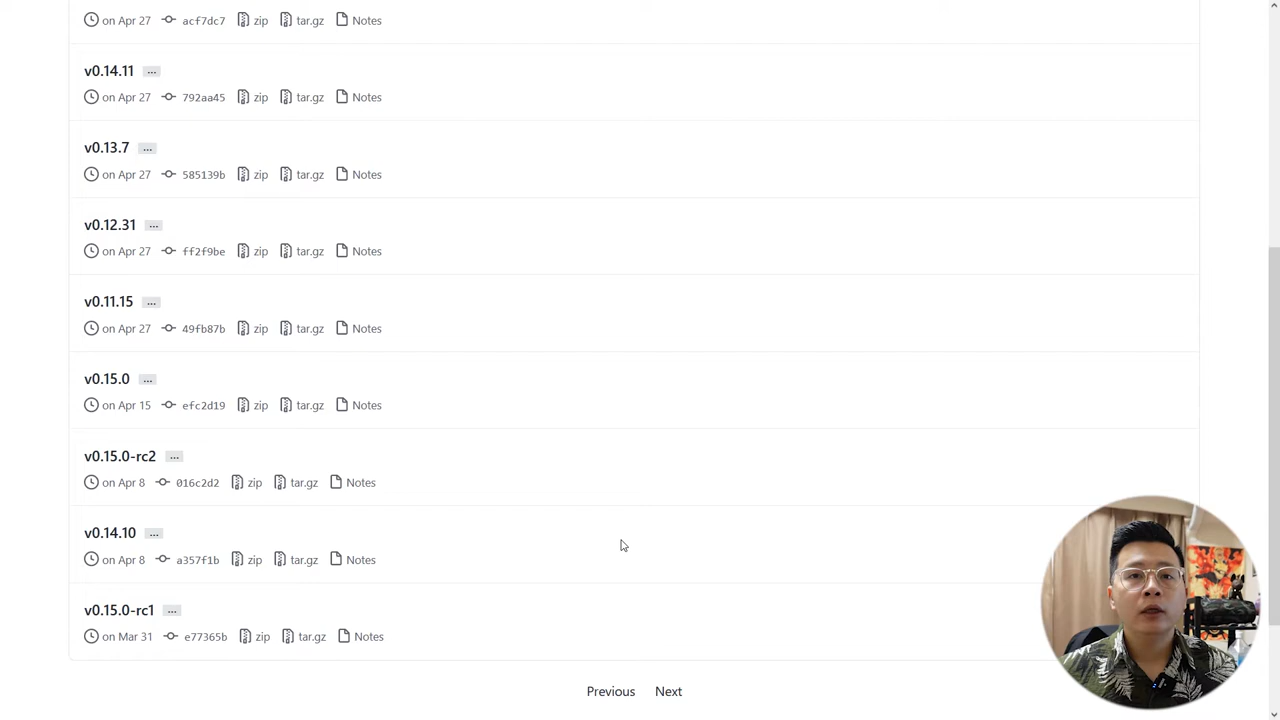 on Apr 27 acf7dc7 zip tar.gz Notes
v0.14.11 ...
on Apr 27 792aa45 zip tar.gz Notes
v0.13.7 ...
on Apr 27 585139b zip tar.gz Notes
v0.12.31 ...
on Apr 27 ff2f9be zip tar.gz Notes
v0.11.15 ...
on Apr 27 49fb87b zip tar.gz Notes
v0.15.0 ...
on Apr 15 efc2d19 zip tar.gz Notes
v0.15.0-rc2 ...
on Apr 8 016c2d2 zip tar.gz Notes
v0.14.10 ...
on Apr 8 a357f1b zip tar.gz Notes
v0.15.0-rc1 ...
on Mar 31 e77365b zip tar.gz Notes
Previous Next